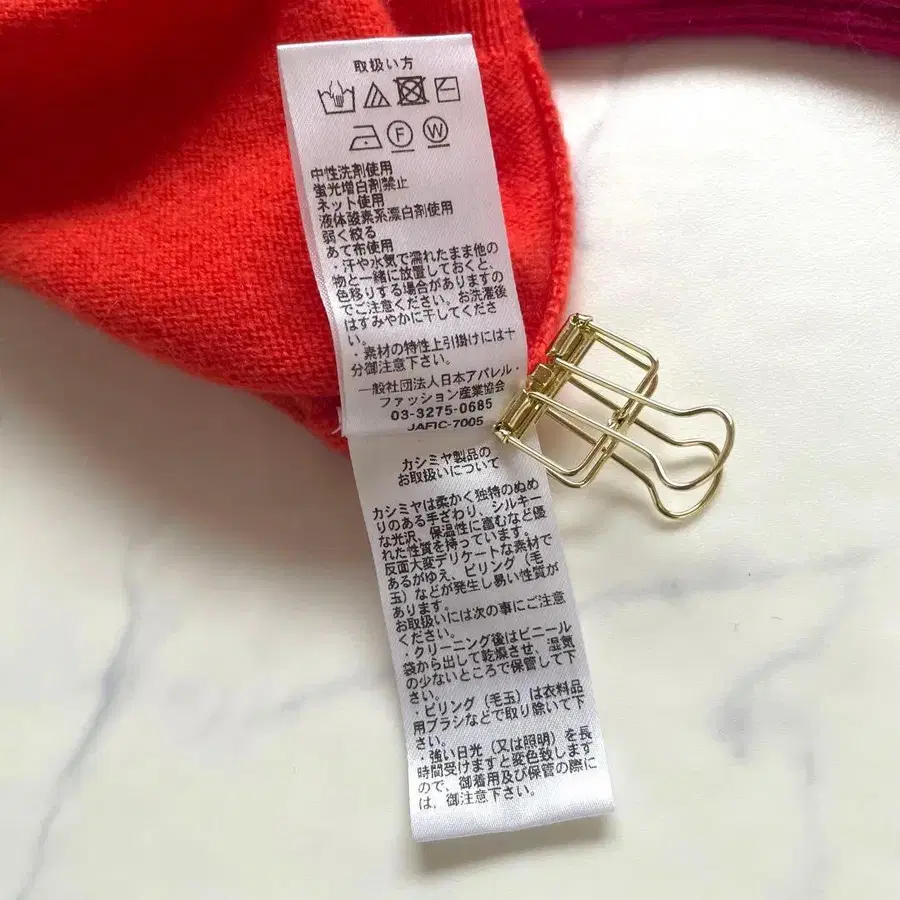 取扱い方
F W
中性洗剤使用
蛍光増白剤禁止
ネット使用
液体酸素系漂白剤使用
弱く絞る
あて布使用
・汗や水気で濡れたまま他の
物と一緒に放置しておくと、
色移りする場合がありますの
でご注意ください。お洗濯後
はすみやかに干してくださ
い。
・素材の特性上引掛けには十
分御注意下さい。
一般社団法人日本アパレル・
ファッション産業協会
03-3275-0685
JAFIC-7005
カシミヤ製品の
お取扱いについて
カシミヤは柔かく独特のぬめ
りのある手ざわり、シルキー
な光沢、保温性に富むなど優
れた性質を持っています。
反面大変デリケートな素材で
あるがゆえ、ピリング（毛
玉）などが発生し易い性質が
あります。
お取扱いには次の事にご注意
ください。
・クリーニング後はビニール
袋から出して乾燥させ、湿気
の少ないところで保管して下
さい。
・ピリング（毛玉）は衣料品
用ブラシなどで取り除いて下
さい。
・強い日光（又は照明）を長
時間受けますと変色致します
ので、御着用及び保管の際に
は、御注意下さい。